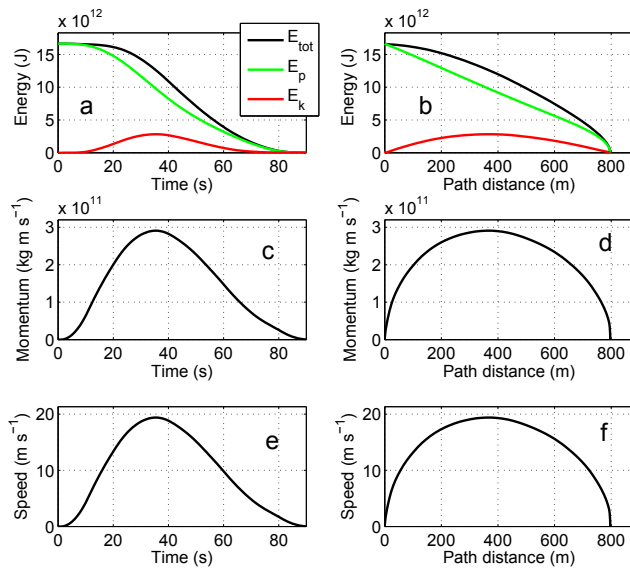 x 10¹²
Energy (J)
15
10
5
0
a
0 20 40 60 80
Time (s)
E_tot
E_p
E_k
x 10¹²
Energy (J)
15
10
5
0
b
0 200 400 600 800
Path distance (m)
x 10¹¹
Momentum (kg m s⁻¹)
3
2
1
0
c
0 20 40 60 80
Time (s)
x 10¹¹
Momentum (kg m s⁻¹)
3
2
1
0
d
0 200 400 600 800
Path distance (m)
Speed (m s⁻¹)
20
10
0
e
0 20 40 60 80
Time (s)
Speed (m s⁻¹)
20
10
0
f
0 200 400 600 800
Path distance (m)